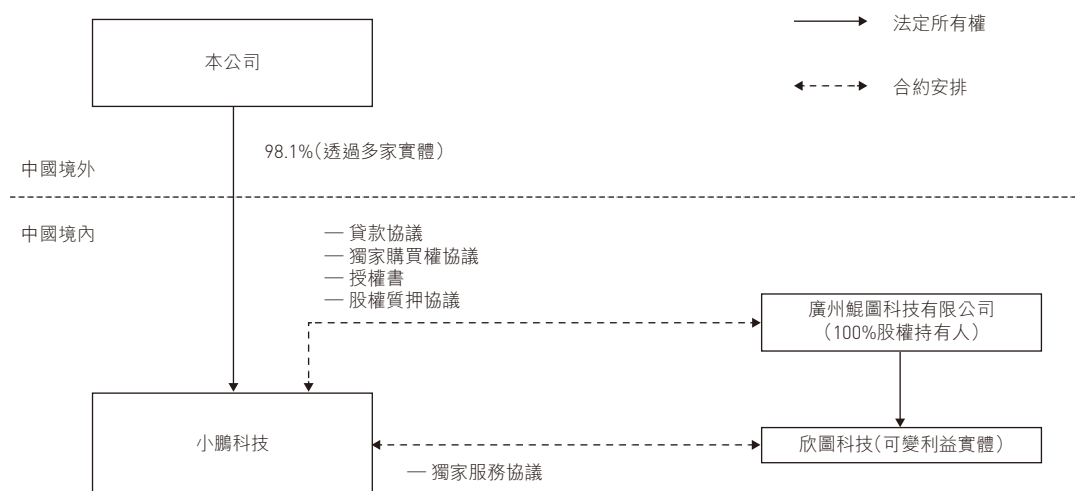 本公司
法定所有權
合約安排
98.1%（透過多家實體）
中國境外
中國境內
— 貸款協議
— 獨家購買權協議
— 授權書
— 股權質押協議
廣州鯤圖科技有限公司
（100%股權持有人）
小鵬科技
欣圖科技（可變利益實體）
— 獨家服務協議